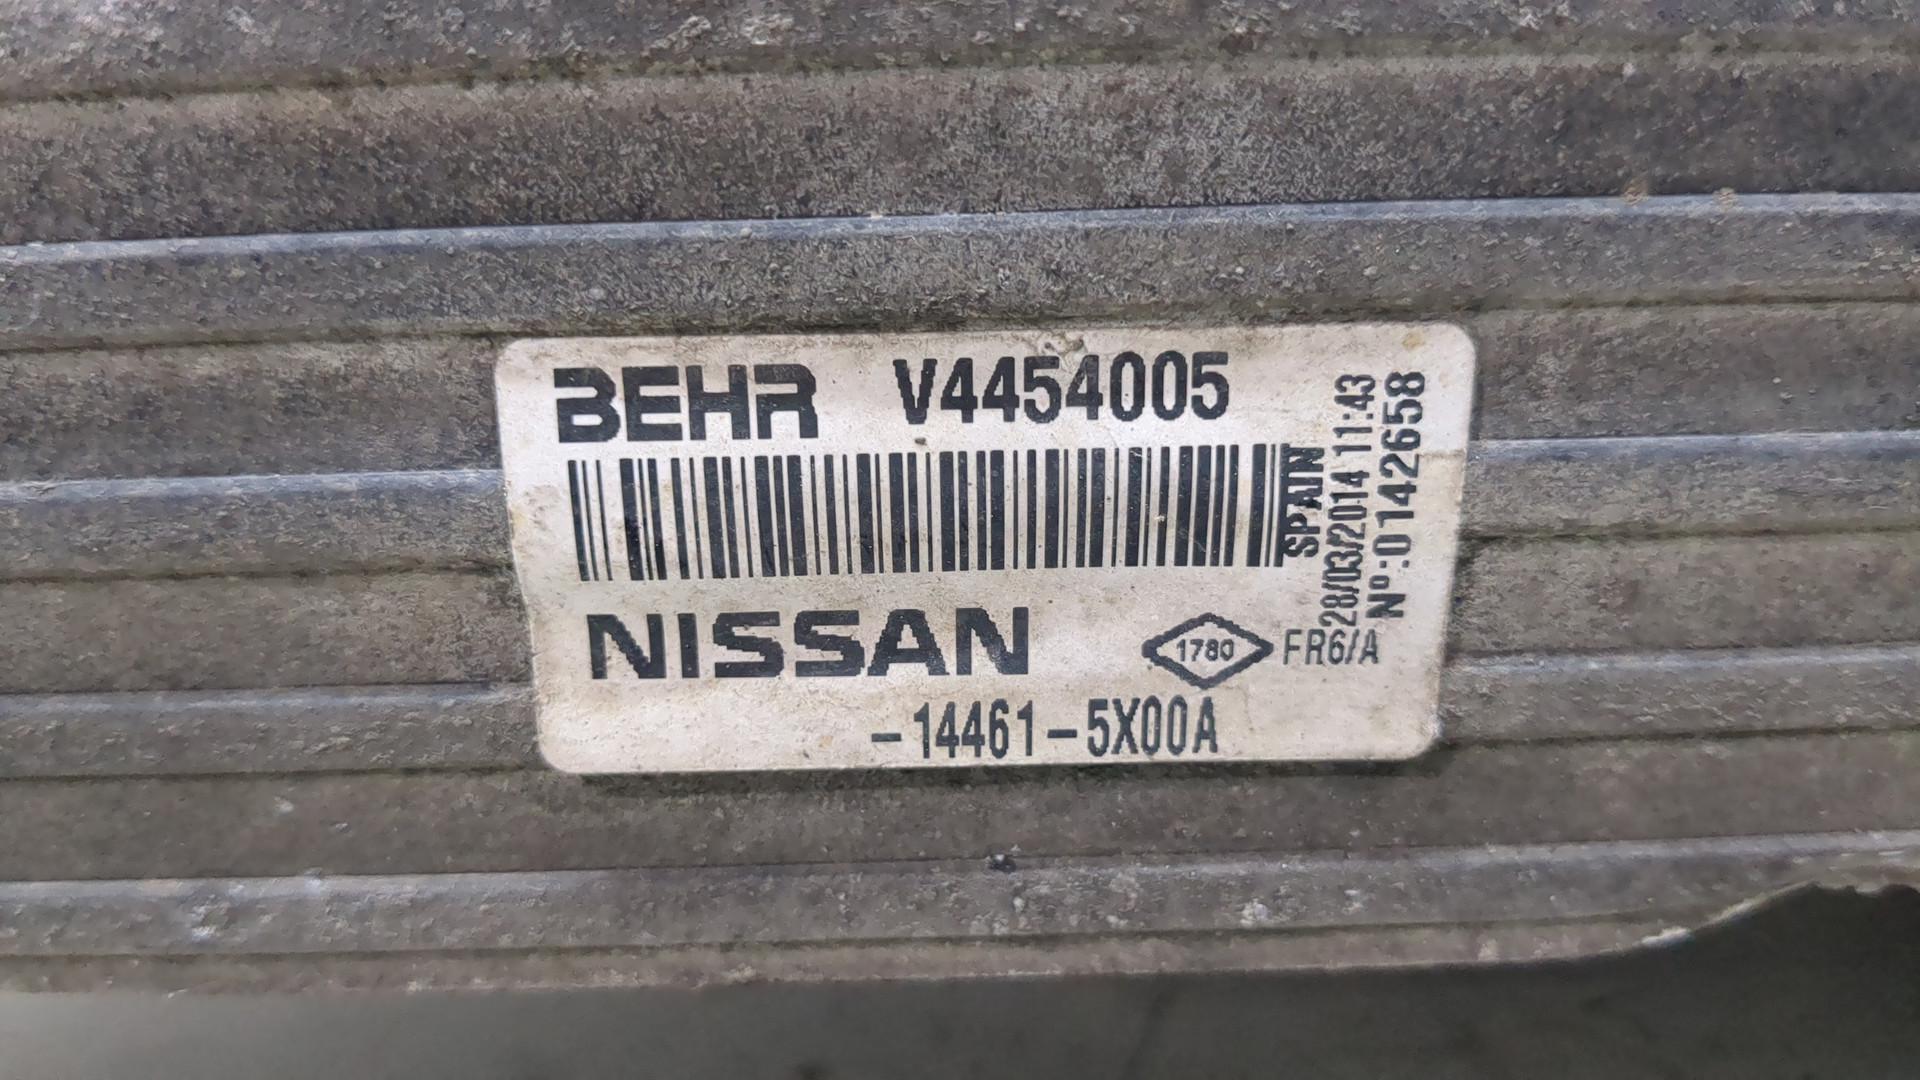 BEHR V4454005
SPAIN
28/03/2014 11:43
Nº:0142658
NISSAN
1780 FR6/A
-14461-5X00A